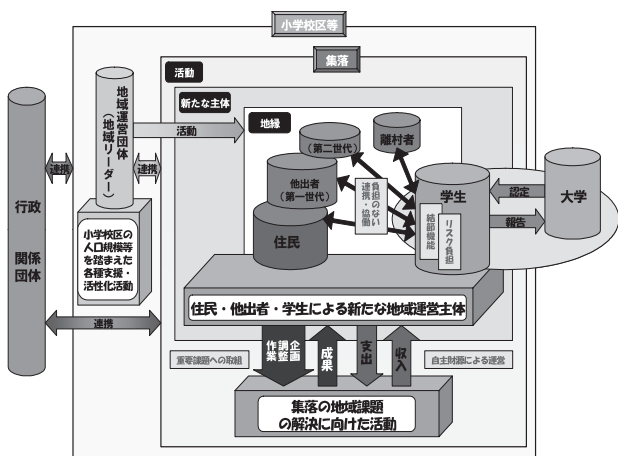 小学校区等
集落
活動
新たな主体
地縁
地域運営団体
（地域リーダー）
活動
連携
連携
行政
関係
団体
小学校区の
人口規模等
を踏まえた
各種支援・
活性化活動
連携
（第二世代）
離村者
他出者
（第一世代）
住民
負担のない
連携・協働
学生
結節機能
リスク負担
認定
報告
大学
住民・他出者・学生による新たな地域運営主体
重要課題への取組
企画
調整
作業
成果
支出
収入
自主財源による運営
集落の地域課題
の解決に向けた活動